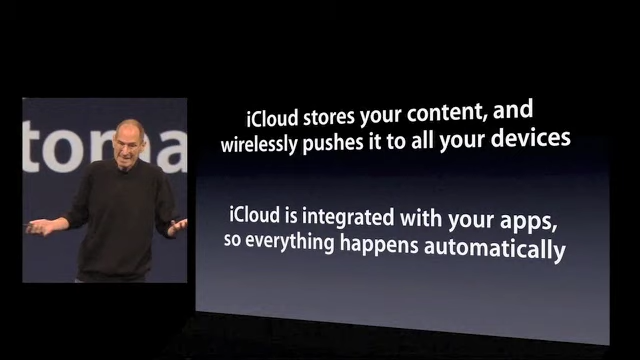 iCloud stores your content, and
wirelessly pushes it to all your devices
iCloud is integrated with your apps,
so everything happens automatically
toma